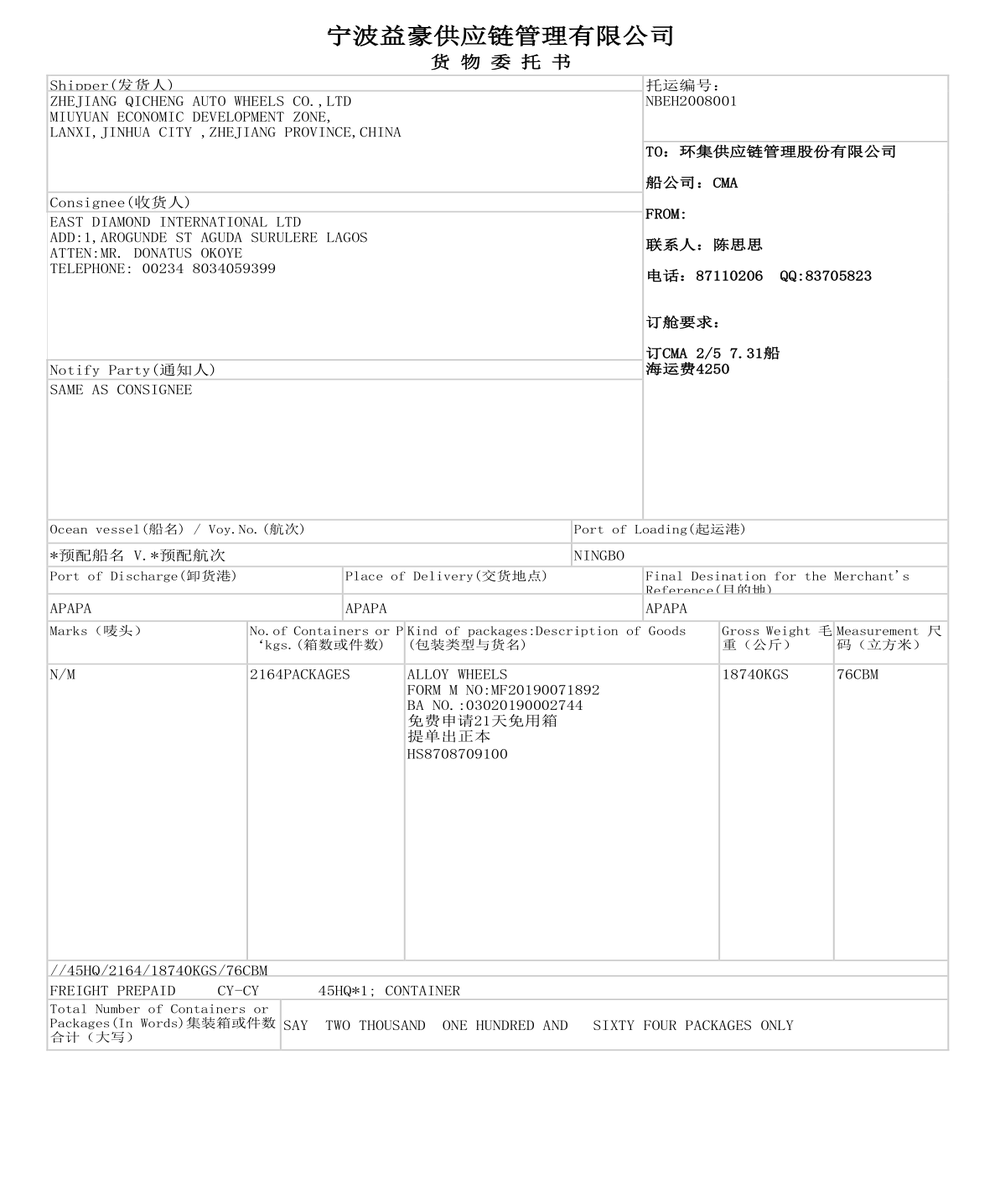 宁波益豪供应链管理有限公司
货 物 委 托 书
Shipper(发货人)
ZHEJIANG QICHENG AUTO WHEELS CO.,LTD
MIUYUAN ECONOMIC DEVELOPMENT ZONE,
LANXI,JINHUA CITY ,ZHEJIANG PROVINCE,CHINA
托运编号:
NBEH2008001
TO: 环集供应链管理股份有限公司
船公司: CMA
FROM:
联系人: 陈思思
电话: 87110206 QQ:83705823
订舱要求:
订CMA 2/5 7.31船
海运费4250
Consignee(收货人)
EAST DIAMOND INTERNATIONAL LTD
ADD:1,AROGUNDE ST AGUDA SURULERE LAGOS
ATTEN:MR. DONATUS OKOYE
TELEPHONE: 00234 8034059399
Notify Party(通知人)
SAME AS CONSIGNEE
Ocean vessel(船名) / Voy.No.(航次)
Port of Loading(起运港)
*预配船名 V.*预配航次
NINGBO
Port of Discharge(卸货港)
Place of Delivery(交货地点)
Final Desination for the Merchant's
Reference(目的地)
APAPA
APAPA
APAPA
Marks (唛头)
No.of Containers or P
‘kgs.(箱数或件数)
Kind of packages:Description of Goods
(包装类型与货名)
Gross Weight 毛
重（公斤）
Measurement 尺
码（立方米）
N/M
2164PACKAGES
ALLOY WHEELS
FORM M NO:MF20190071892
BA NO.:03020190002744
免费申请21天免用箱
提单出正本
HS8708709100
18740KGS
76CBM
//45HQ/2164/18740KGS/76CBM
FREIGHT PREPAID CY-CY 45HQ*1; CONTAINER
Total Number of Containers or
Packages(In Words)集装箱或件数
合计（大写）
SAY TWO THOUSAND ONE HUNDRED AND SIXTY FOUR PACKAGES ONLY